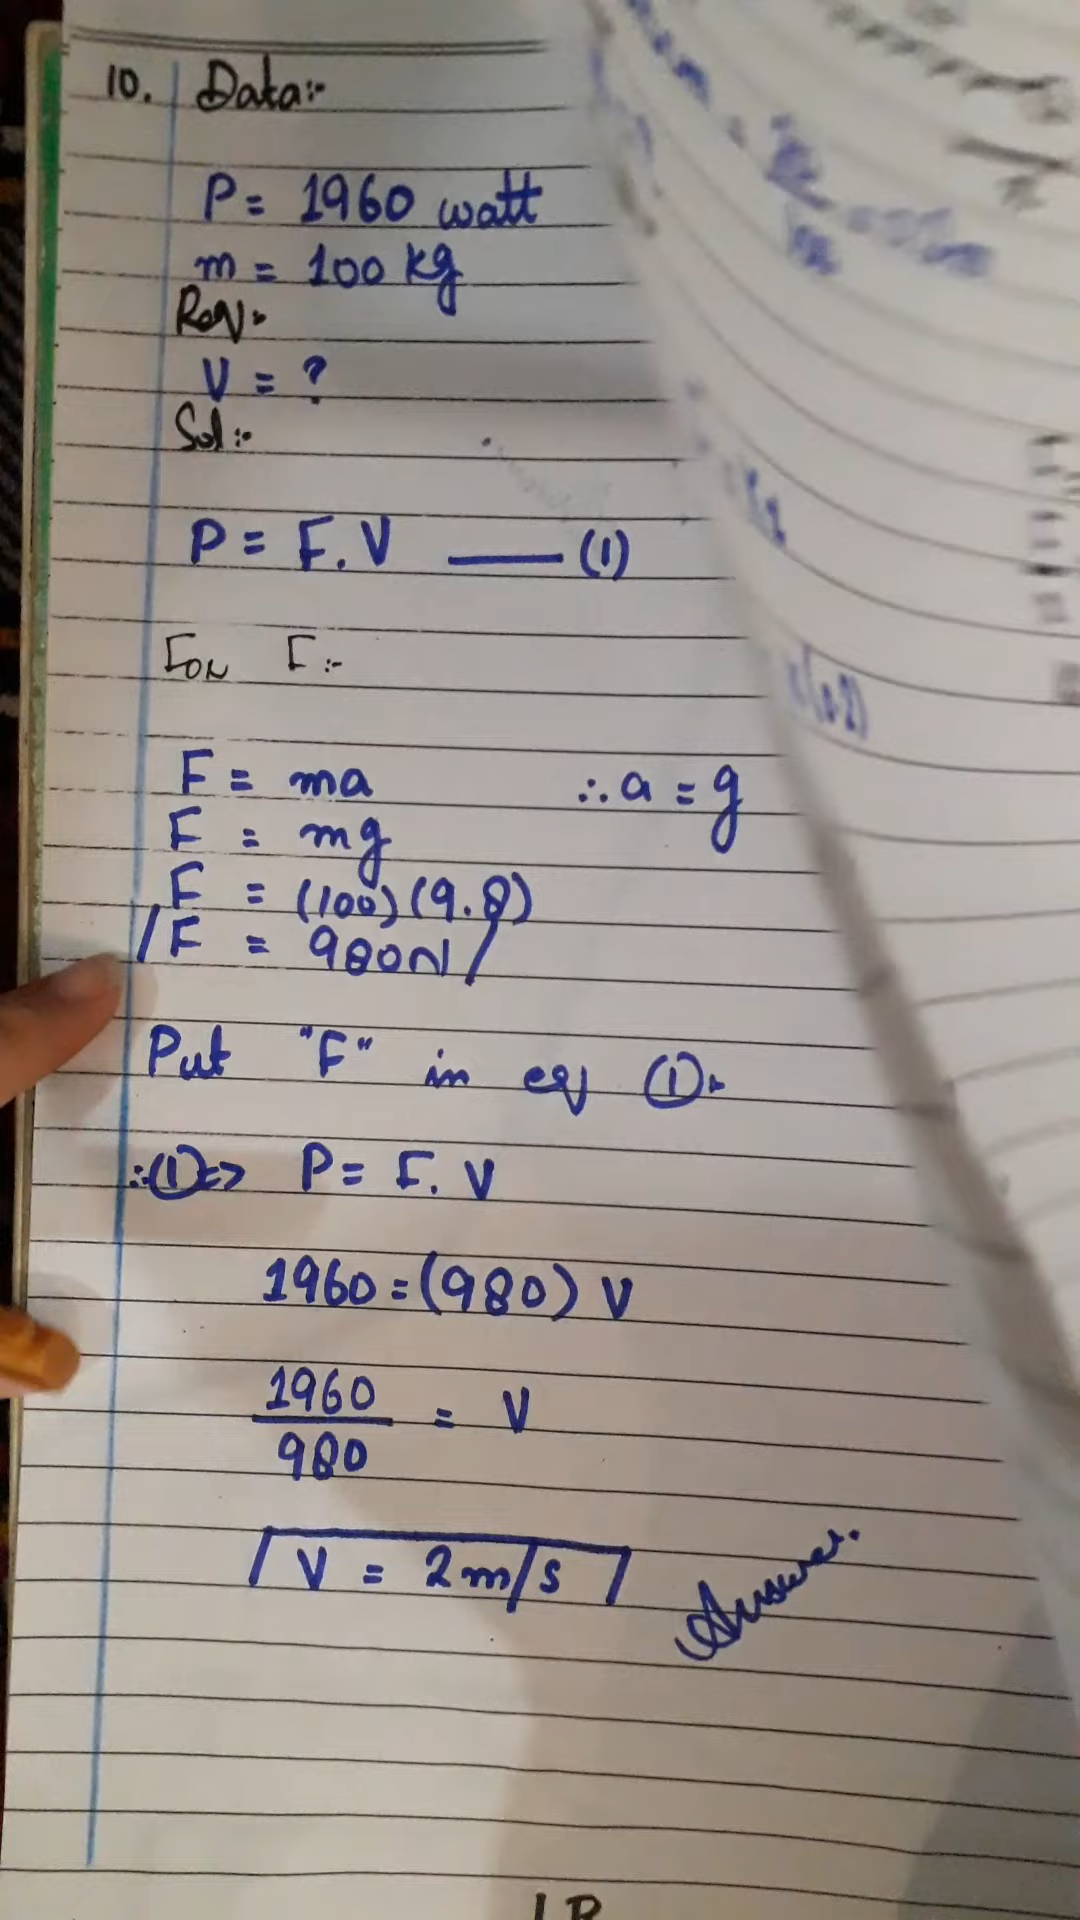 10. Data:-
P = 1960 watt
m = 100 kg
Req:-
V = ?
Sol:-
P = F.V —— (1)
For F:-
F = ma ∴ a = g
F = mg
F = (100)(9.8)
F = 980N
Put "F" in eq (1):-
∴(1)=> P = F.V
1960 = (980) V
1960/980 = V
V = 2m/s Answer.